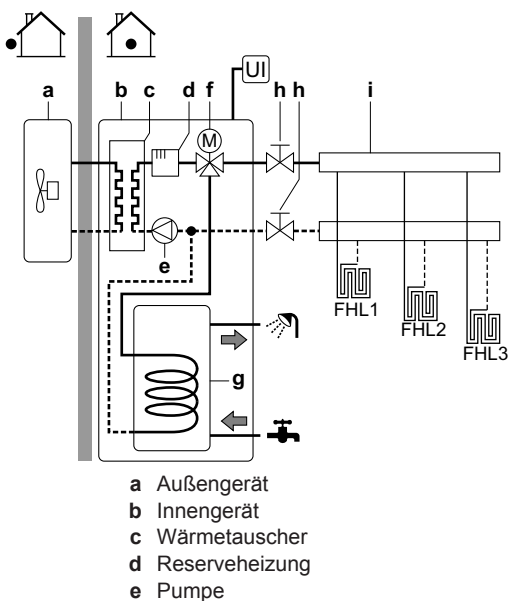 UI
a b c d f h h i
M
e
FHL1
FHL2
FHL3
g
a Außengerät
b Innengerät
c Wärmetauscher
d Reserveheizung
e Pumpe